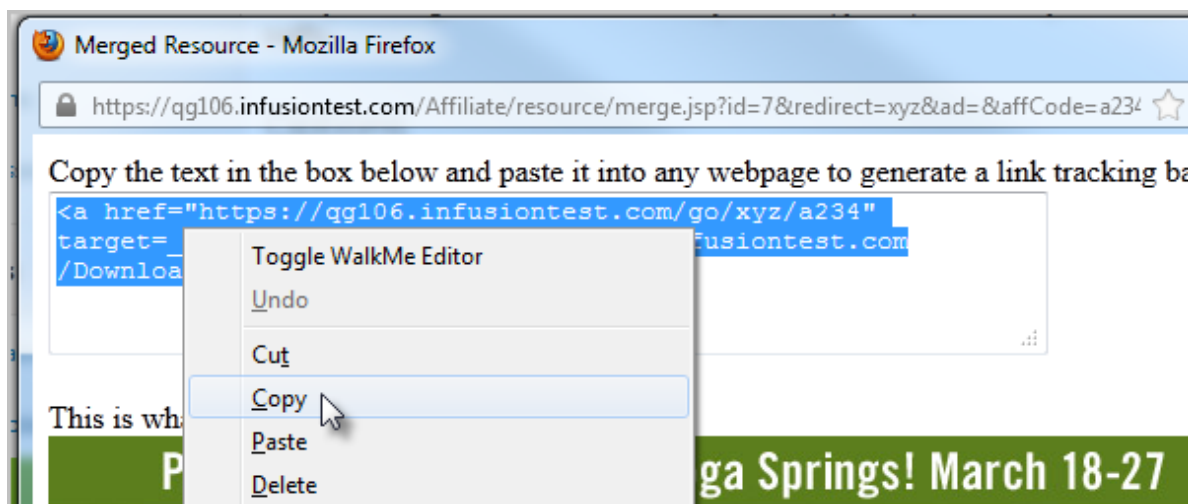 Merged Resource - Mozilla Firefox
https://qg106.infusiontest.com/Affiliate/resource/merge.jsp?id=7&redirect=xyz&ad=&affCode=a234
Copy the text in the box below and paste it into any webpage to generate a link tracking ba
<a href="https://qg106.infusiontest.com/go/xyz/a234"
target=_ fusiontest.com
/Downloa
Toggle WalkMe Editor
Undo
Cut
Copy
This is wha
Paste
P ga Springs! March 18-27
Delete